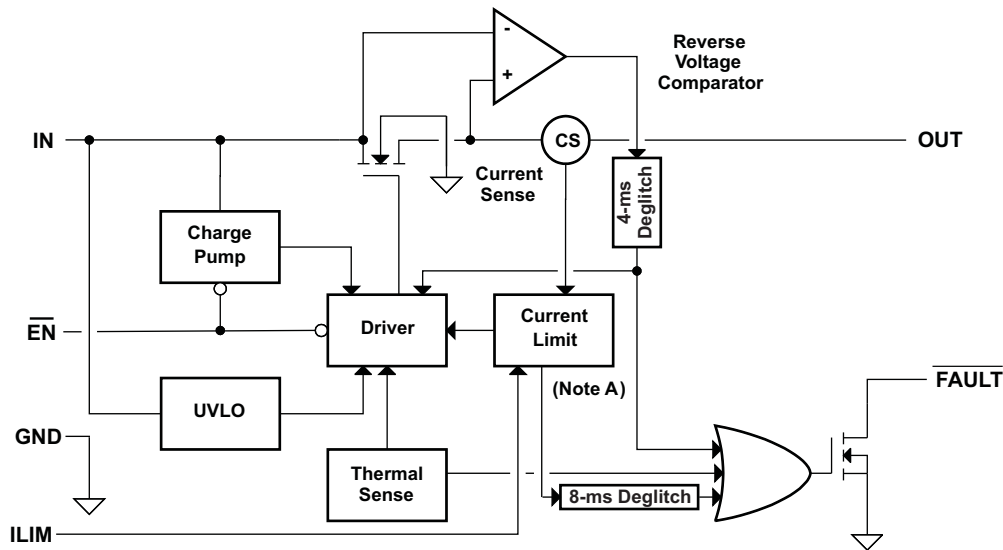 -
Reverse
Voltage
Comparator
+
IN
CS
OUT
Current
Sense
4-ms
Deglitch
Charge
Pump
EN
Driver
Current
Limit
(Note A)
FAULT
UVLO
GND
Thermal
Sense
8-ms Deglitch
ILIM